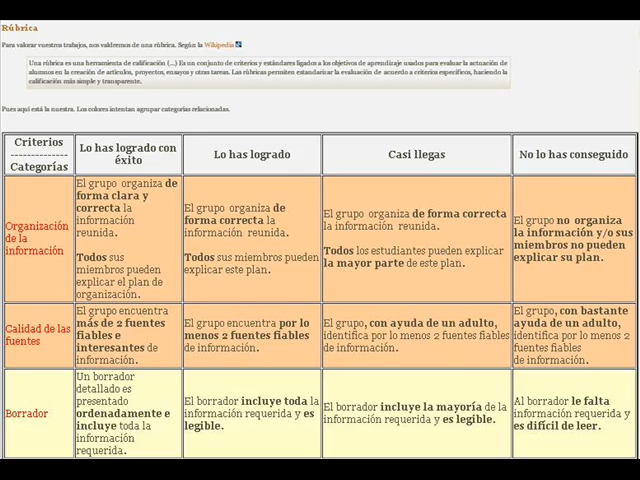 Rúbrica
Para valorar vuestros trabajos, nos valdremos de una rúbrica. Según la Wikipedia
Una rúbrica es una herramienta de calificación (...) Es un conjunto de criterios y estándares ligados a los objetivos de aprendizaje usados para evaluar la actuación de
alumnos en la creación de artículos, proyectos, ensayos y otras tareas. Las rúbricas permiten estandarizar la evaluación de acuerdo a criterios específicos, haciendo la
calificación más simple y transparente.
Pues aquí está la nuestra. Los colores intentan agrupar categorías relacionadas.
Criterios
--------------
Categorías
Lo has logrado con
éxito
Lo has logrado
Casi llegas
No lo has conseguido
Organización
de la
información
El grupo organiza de
forma clara y
correcta la
información
reunida.
Todos sus
miembros pueden
explicar el plan de
organización.
El grupo organiza de
forma correcta la
información reunida.
Todos sus miembros pueden
explicar este plan.
El grupo organiza de forma correcta
la información reunida.
Todos los estudiantes pueden explicar
la mayor parte de este plan.
El grupo no organiza
la información y/o sus
miembros no pueden
explicar su plan.
Calidad de las
fuentes
El grupo encuentra
más de 2 fuentes
fiables e
interesantes de
información.
El grupo encuentra por lo
menos 2 fuentes fiables
de información.
El grupo, con ayuda de un adulto,
identifica por lo menos 2 fuentes fiables
de información.
El grupo, con bastante
ayuda de un adulto,
identifica por lo menos 2
fuentes fiables
de información.
Borrador
Un borrador
detallado es
presentado
ordenadamente e
incluye toda la
información
requerida.
El borrador incluye toda la
información requerida y es
legible.
El borrador incluye la mayoría de la
información requerida y es legible.
Al borrador le falta
información requerida y
es difícil de leer.